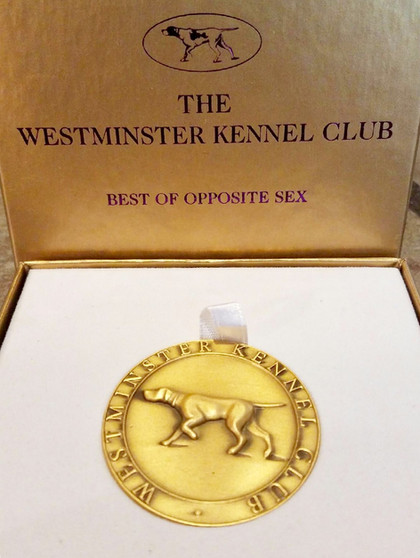 THE
WESTMINSTER KENNEL CLUB
BEST OF OPPOSITE SEX
WESTMINSTER KENNEL CLUB